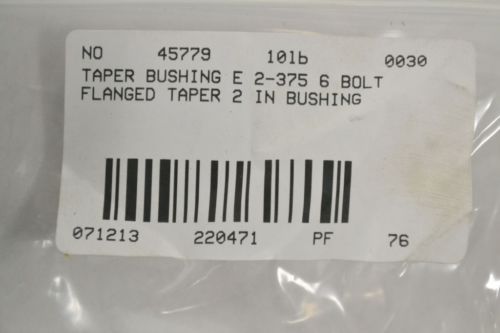 NO 45779 101b 0030
TAPER BUSHING E 2-375 6 BOLT
FLANGED TAPER 2 IN BUSHING
071213 220471 PF 76